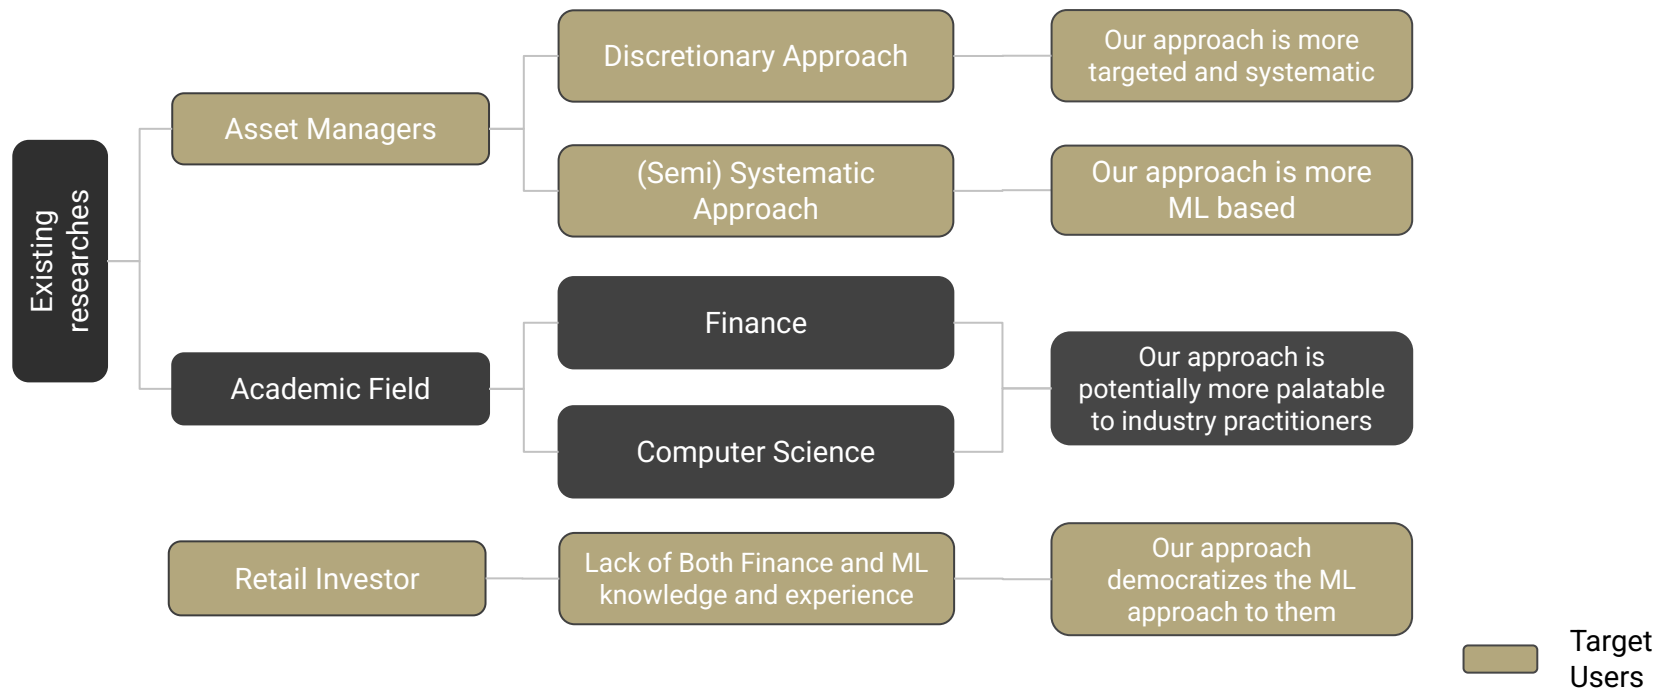 Existing
researches
Asset Managers
Discretionary Approach
Our approach is more
targeted and systematic
(Semi) Systematic
Approach
Our approach is more
ML based
Academic Field
Finance
Computer Science
Our approach is
potentially more palatable
to industry practitioners
Retail Investor
Lack of Both Finance and ML
knowledge and experience
Our approach
democratizes the ML
approach to them
Target
Users